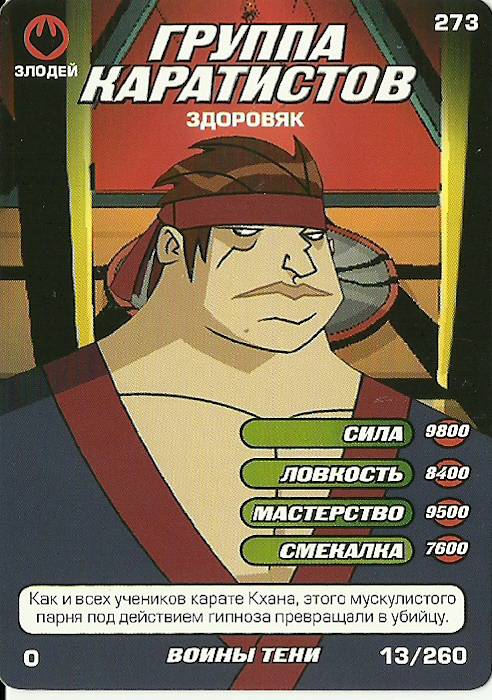 273
ЗЛОДЕЙ
ГРУППА
КАРАТИСТОВ
ЗДОРОВЯК
СИЛА 9800
ЛОВКОСТЬ 8400
МАСТЕРСТВО 9500
СМЕКАЛКА 7600
Как и всех учеников карате Кхана, этого мускулистого
парня под действием гипноза превращали в убийцу.
0 ВОИНЫ ТЕНИ 13/260